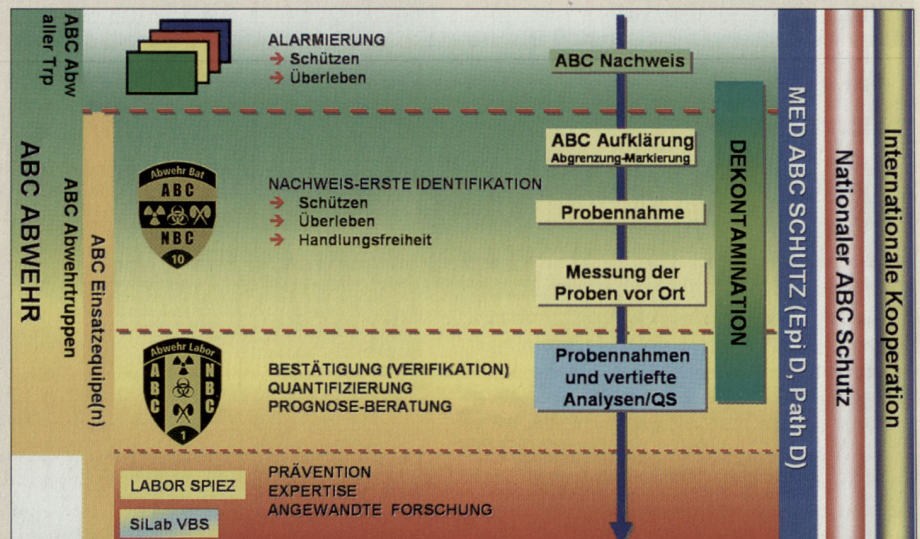 ABC ABWEHR
ABC Abw
aller Trp
ABC Abwehrtruppen
ABC Einsatzequipe(n)
ALARMIERUNG
→ Schützen
→ Überleben
Abwehr Bat
ABC
NBC
10
NACHWEIS-ERSTE IDENTIFIKATION
→ Schützen
→ Überleben
→ Handlungsfreiheit
Abwehr Labor
ABC
NBC
1
BESTÄTIGUNG (VERIFIKATION)
QUANTIFIZIERUNG
PROGNOSE-BERATUNG
LABOR SPIEZ
SiLab VBS
PRÄVENTION
EXPERTISE
ANGEWANDTE FORSCHUNG
ABC Nachweis
ABC Aufklärung
Abgrenzung-Markierung
Probennahme
Messung der
Proben vor Ort
Probennahmen
und vertiefte
Analysen/QS
DEKONTAMINATION
MED ABC SCHUTZ (Epi D, Path D)
Nationaler ABC Schutz
Internationale Kooperation